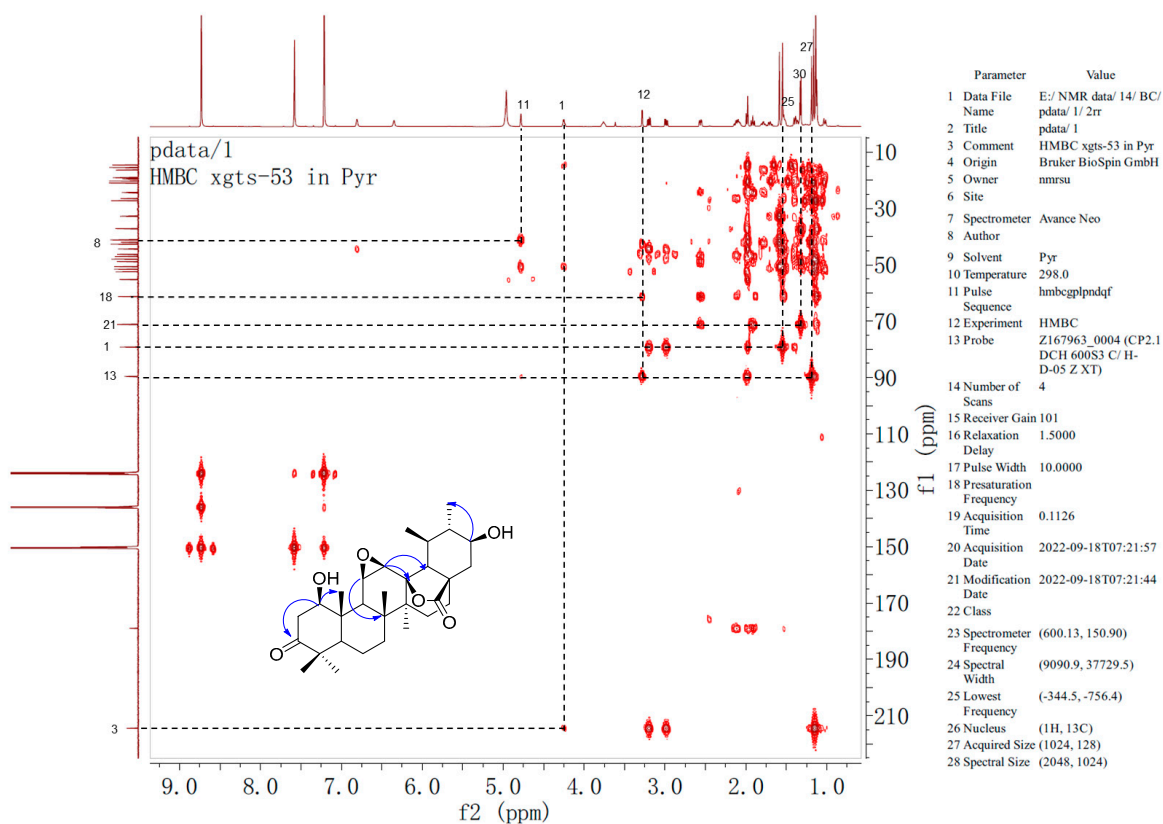 27
30
11
1
12
25
pdata/1
HMBC xgts-53 in Pyr
8
18
21
1
13
3
10
30
50
70
90
110
130
150
170
190
210
f1 (ppm)
9.0 8.0 7.0 6.0 5.0 4.0 3.0 2.0 1.0
f2 (ppm)
OH
O
OH
O
O
O
Parameter Value
1 Data File E:/ NMR data/ 14/ BC/
Name pdata/ 1/ 2rr
2 Title pdata/ 1
3 Comment HMBC xgts-53 in Pyr
4 Origin Bruker BioSpin GmbH
5 Owner nmrsu
6 Site
7 Spectrometer Avance Neo
8 Author
9 Solvent Pyr
10 Temperature 298.0
11 Pulse hmbcgplpndqf
Sequence
12 Experiment HMBC
13 Probe Z167963_0004 (CP2.1
DCH 600S3 C/ H-
D-05 Z XT)
14 Number of 4
Scans
15 Receiver Gain 101
16 Relaxation 1.5000
Delay
17 Pulse Width 10.0000
18 Presaturation
Frequency
19 Acquisition 0.1126
Time
20 Acquisition 2022-09-18T07:21:57
Date
21 Modification 2022-09-18T07:21:44
Date
22 Class
23 Spectrometer (600.13, 150.90)
Frequency
24 Spectral (9090.9, 37729.5)
Width
25 Lowest (-344.5, -756.4)
Frequency
26 Nucleus (1H, 13C)
27 Acquired Size (1024, 128)
28 Spectral Size (2048, 1024)